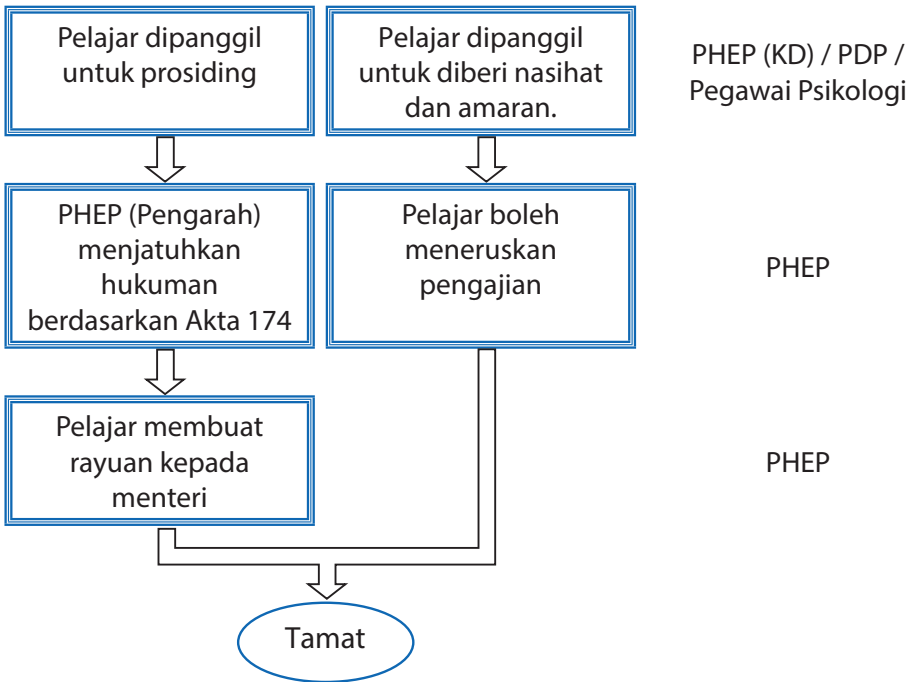 Pelajar dipanggil
untuk prosiding
Pelajar dipanggil
untuk diberi nasihat
dan amaran.
PHEP (KD) / PDP /
Pegawai Psikologi
PHEP (Pengarah)
menjatuhkan
hukuman
berdasarkan Akta 174
Pelajar boleh
meneruskan
pengajian
PHEP
Pelajar membuat
rayuan kepada
menteri
PHEP
Tamat